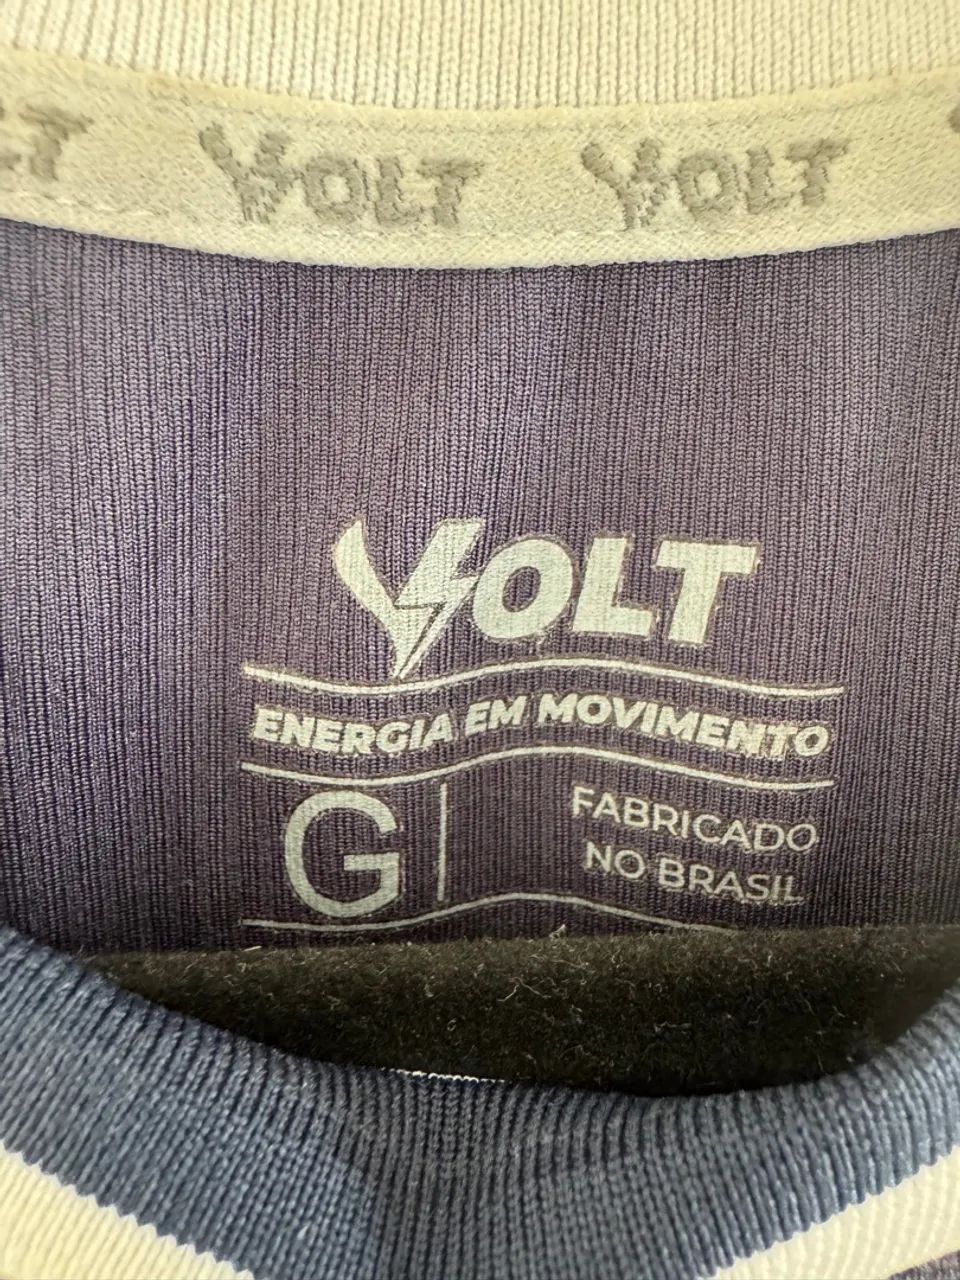 VOLT VOLT
VOLT
ENERGIA EM MOVIMENTO
G
FABRICADO
NO BRASIL